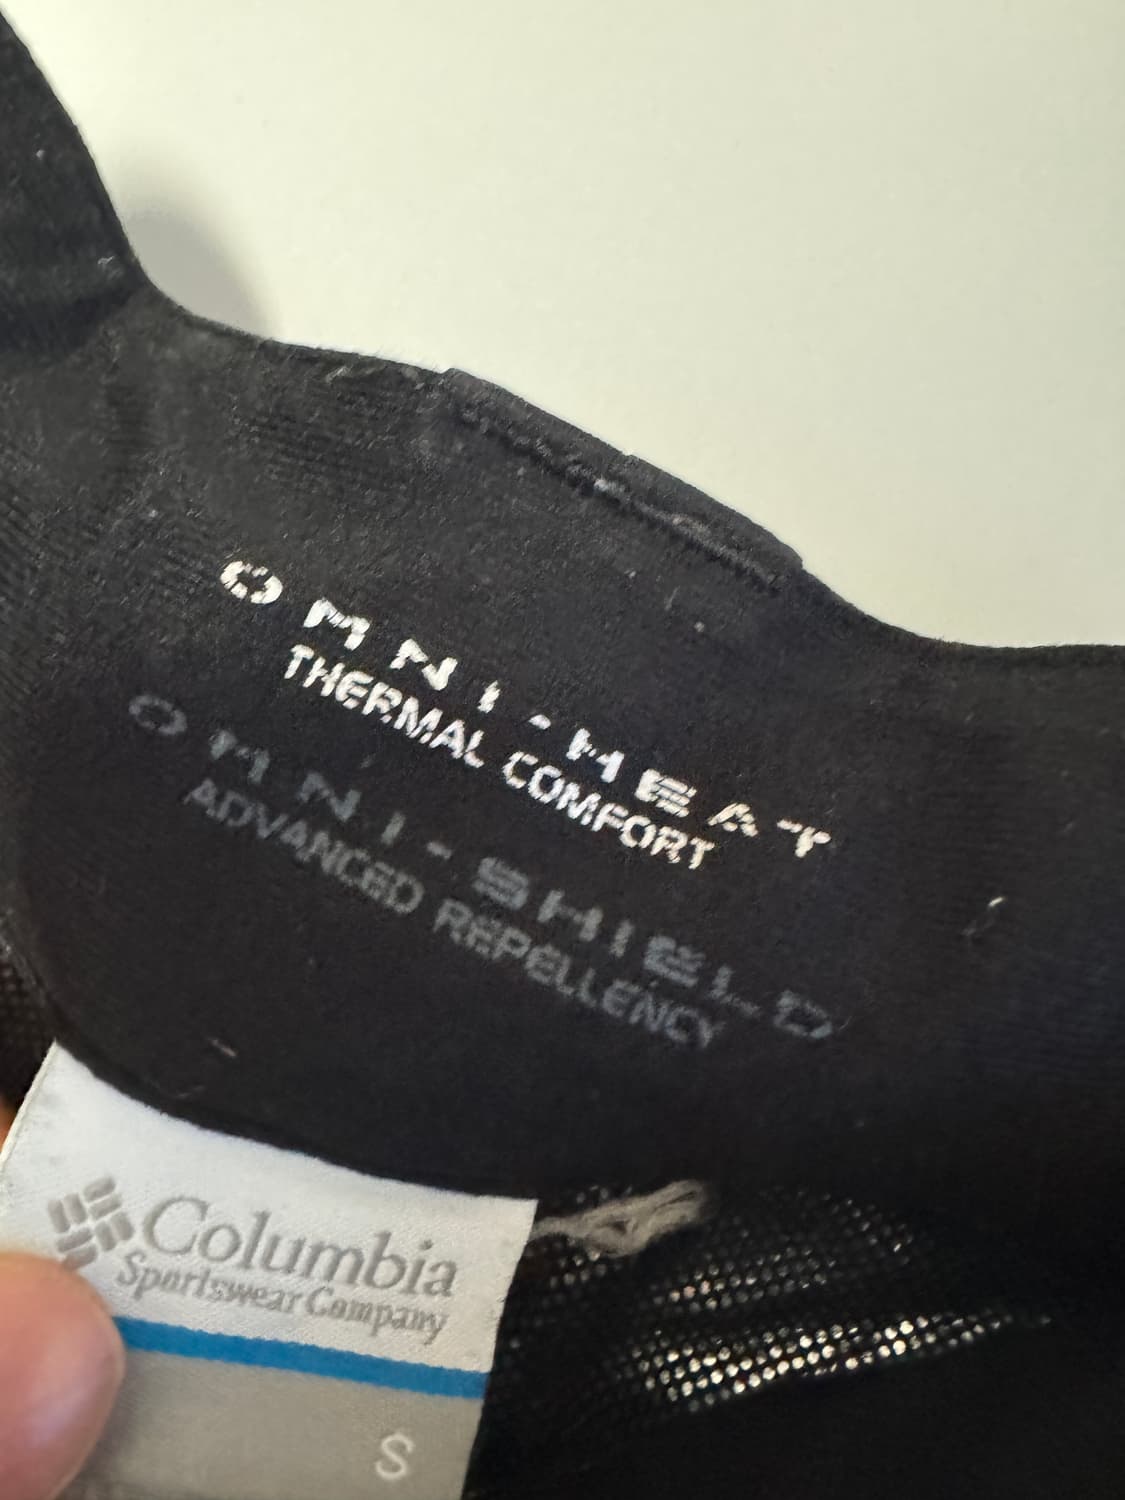 OMNI-HEAT
THERMAL COMFORT
OMNI-SHIELD
ADVANCED REPELLENCY
Columbia
Sportswear Company
S